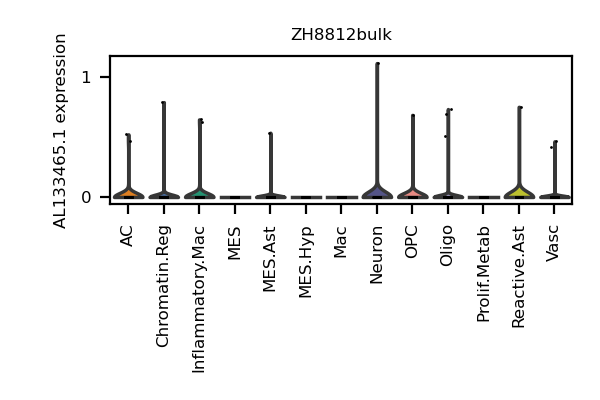 ZH8812bulk
AL133465.1 expression
1
0
AC
Chromatin.Reg
Inflammatory.Mac
MES
MES.Ast
MES.Hyp
Mac
Neuron
OPC
Oligo
Prolif.Metab
Reactive.Ast
Vasc